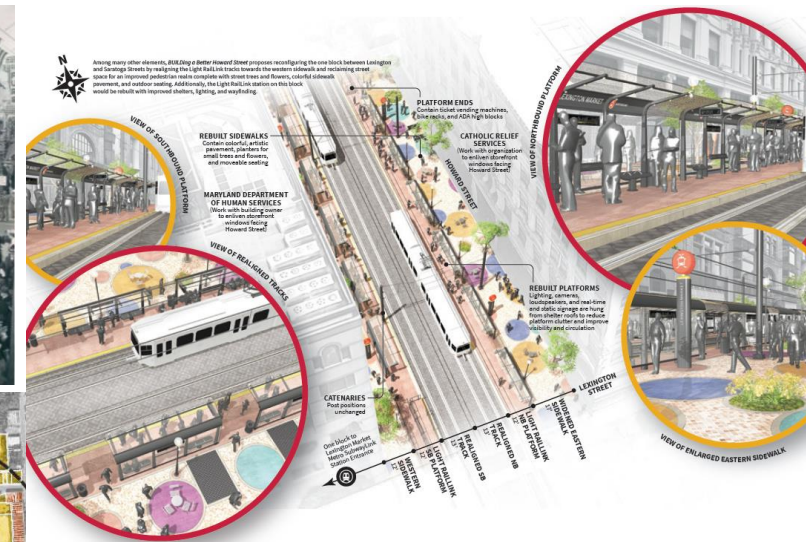 N
Among many other elements, BUILDing a Better Howard Street proposes reconfiguring the one block between Lexington
and Saratoga Streets by realigning the Light RailLink tracks towards the western sidewalk and reclaiming street
space for an improved pedestrian realm complete with street trees and flowers, colorful sidewalk
pavement, and outdoor seating. Additionally, the Light RailLink station on this block
would be rebuilt with improved shelters, lighting, and wayfinding.
VIEW OF SOUTHBOUND PLATFORM
REBUILT SIDEWALKS
Contain colorful, artistic
pavement, planters for
small trees and flowers,
and moveable seating
MARYLAND DEPARTMENT
OF HUMAN SERVICES
(Work with building owner
to enliven storefront
windows facing
Howard Street)
VIEW OF REALIGNED TRACKS
PLATFORM ENDS
Contain ticket vending machines,
bike racks, and ADA high blocks
CATHOLIC RELIEF
SERVICES
(Work with organization
to enliven storefront
windows facing
Howard Street)
HOWARD STREET
VIEW OF NORTHBOUND PLATFORM
LEXINGTON MARKET
REBUILT PLATFORMS
Lighting, cameras,
loudspeakers, and real-time
and static signage are hung
from shelter roofs to reduce
platform clutter and improve
visibility and circulation
CATENARIES
Post positions
unchanged
LEXINGTON
STREET
One block to
Lexington Market
Metro SubwayLink
Station Entrance
WESTERN
SIDEWALK
12'
LIGHT RAILLINK
SB PLATFORM
12'
REALIGNED SB
TRACK
13'
REALIGNED NB
TRACK
13'
LIGHT RAILLINK
NB PLATFORM
12'
WIDENED EASTERN
SIDEWALK
17'
VIEW OF ENLARGED EASTERN SIDEWALK